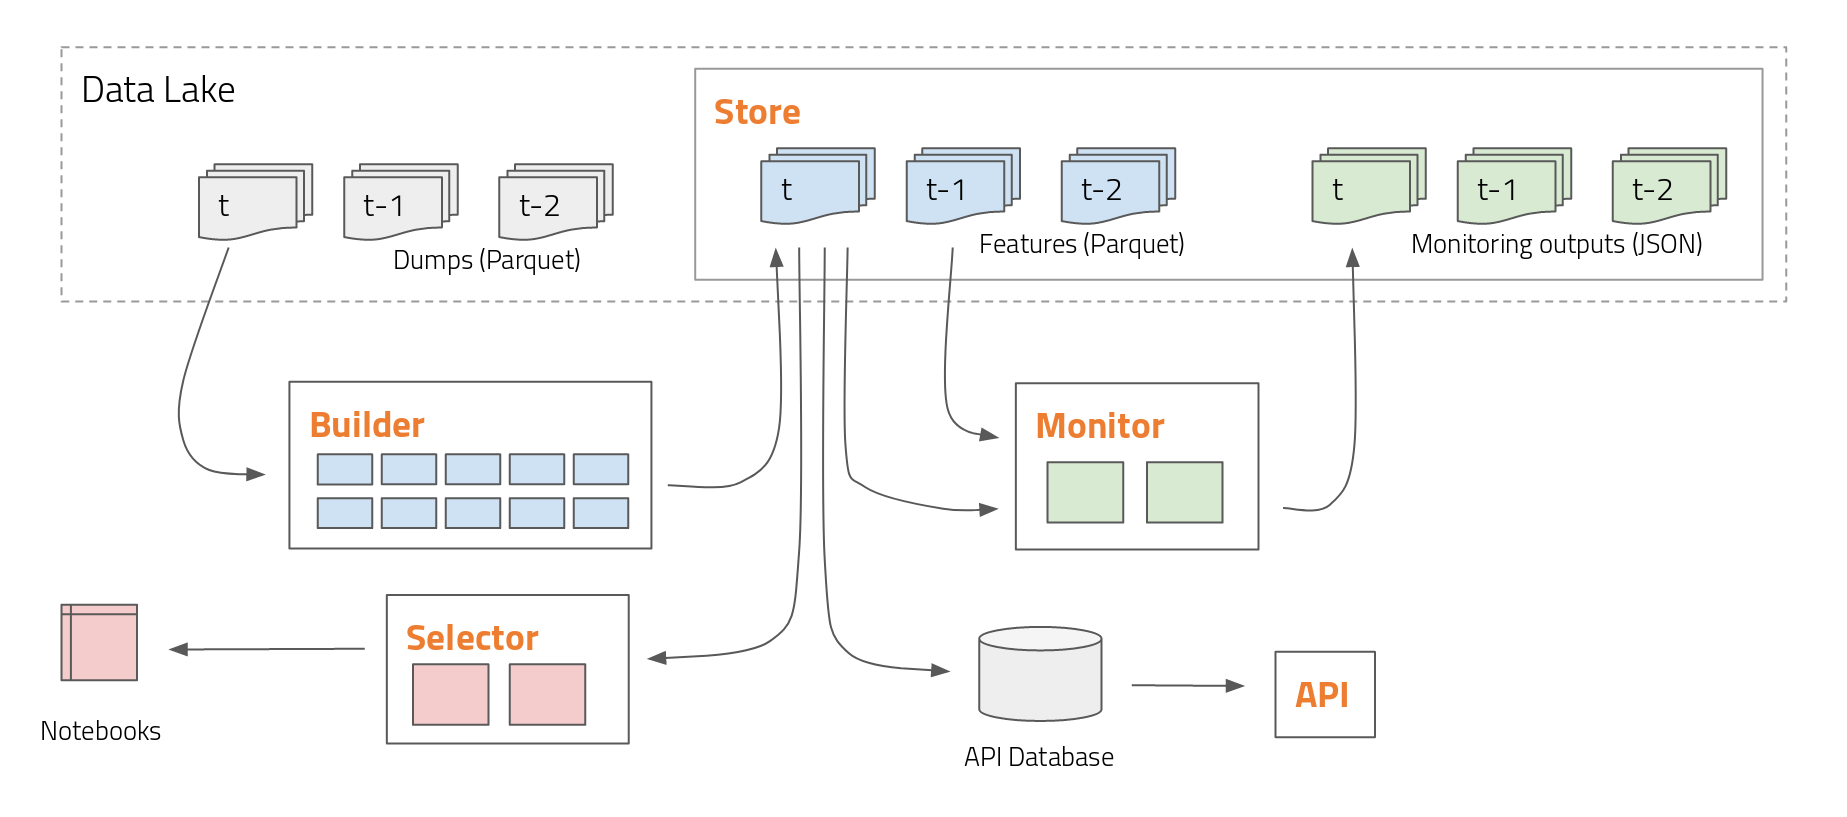 Data Lake
Store
t
t-1
t-2
Dumps (Parquet)
t
t-1
t-2
Features (Parquet)
t
t-1
t-2
Monitoring outputs (JSON)
Builder
Monitor
Selector
Notebooks
API Database
API